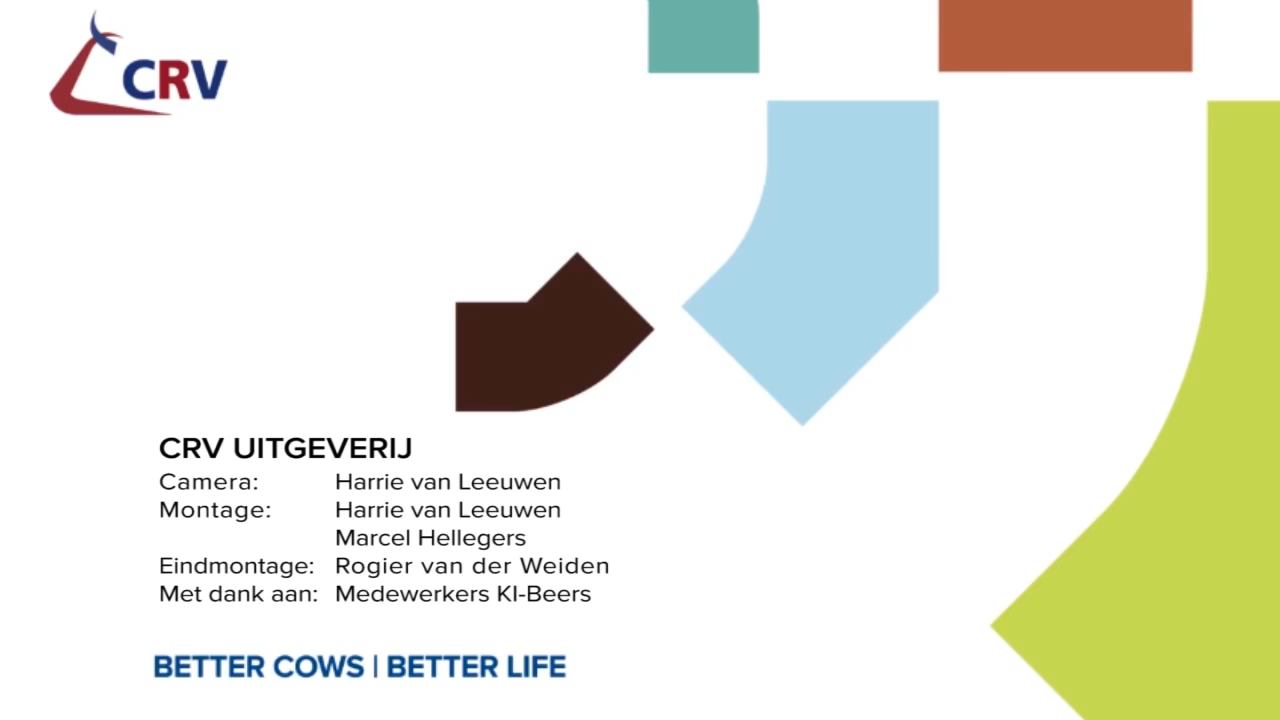 CRV
CRV UITGEVERIJ
Camera: Harrie van Leeuwen
Montage: Harrie van Leeuwen
Marcel Hellegers
Eindmontage: Rogier van der Weiden
Met dank aan: Medewerkers KI-Beers
BETTER COWS | BETTER LIFE